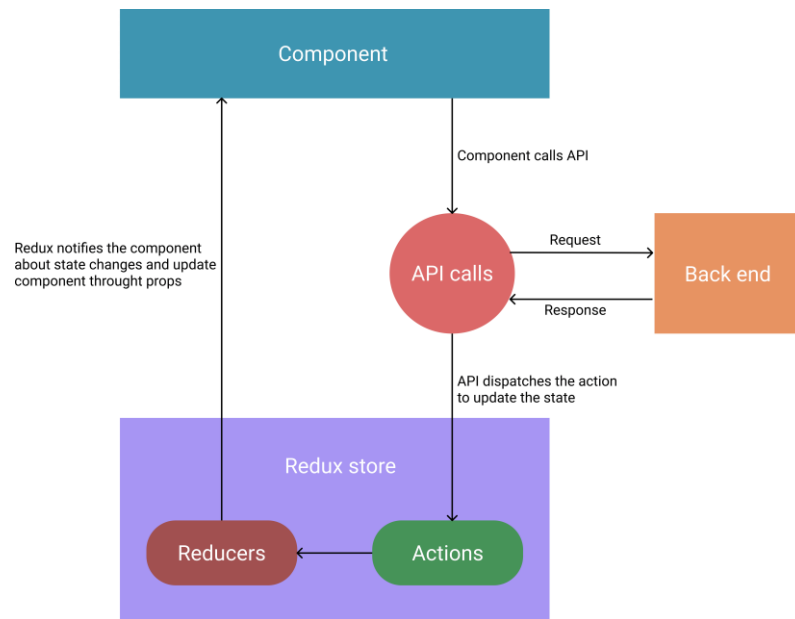 Component
Component calls API
Redux notifies the component
about state changes and update
component throught props
Request
API calls
Back end
Response
API dispatches the action
to update the state
Redux store
Reducers
Actions